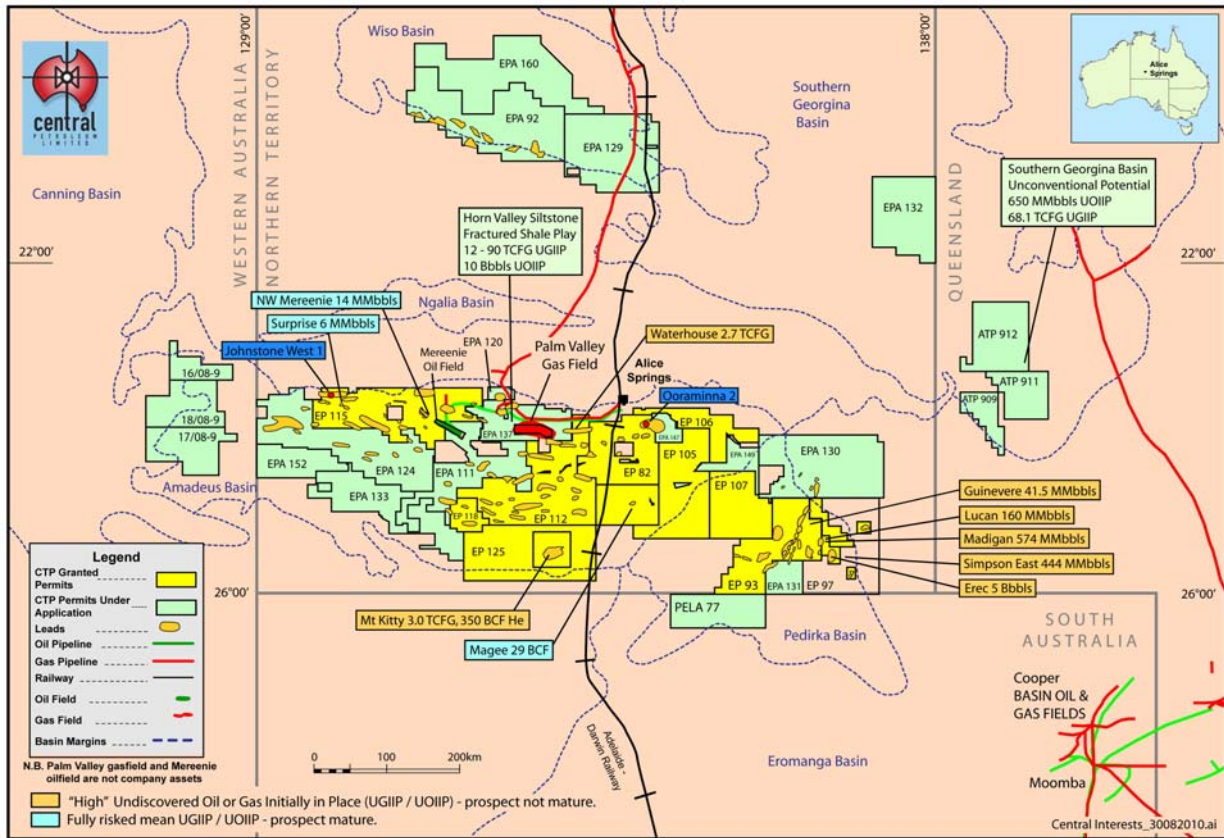 central
PETROLEUM
LIMITED
129°00'
138°00'
Wiso Basin
EPA 160
EPA 92
EPA 129
Southern
Georgina
Basin
Alice
Springs
Canning Basin
WESTERN AUSTRALIA
NORTHERN TERRITORY
QUEENSLAND
EPA 132
Southern Georgina Basin
Unconventional Potential
650 MMbbls UOIIP
68.1 TCFG UGIIP
Horn Valley Siltstone
Fractured Shale Play
12 - 90 TCFG UGIIP
10 Bbbls UOIIP
22°00'
22°00'
NW Mereenie 14 MMbbls
Ngalia Basin
Surprise 6 MMbbls
Waterhouse 2.7 TCFG
Johnstone West 1
EPA 120
Mereenie
Oil Field
Palm Valley
Gas Field
Alice
Springs
Ooraminna 2
ATP 912
ATP 911
ATP 909
16/08-9
18/08-9
17/08-9
EP 115
EPA 137
EP 106
EPA 147
EPA 152
EPA 124
EPA 111
EP 82
EP 105
EPA 149
EPA 130
EPA 133
EP 107
Amadeus Basin
EP 118
EP 112
EP 125
EP 93
EPA 131
EP 97
PELA 77
Guinevere 41.5 MMbbls
Lucan 160 MMbbls
Madigan 574 MMbbls
Simpson East 444 MMbbls
Erec 5 Bbbls
26°00'
26°00'
Mt Kitty 3.0 TCFG, 350 BCF He
Magee 29 BCF
Pedirka Basin
SOUTH
AUSTRALIA
Cooper
BASIN OIL &
GAS FIELDS
Moomba
Eromanga Basin
Adelaide -
Darwin Railway
Legend
CTP Granted
Permits
CTP Permits Under
Application
Leads
Oil Pipeline
Gas Pipeline
Railway
Oil Field
Gas Field
Basin Margins
N.B. Palm Valley gasfield and Mereenie
oilfield are not company assets
0 100 200km
"High" Undiscovered Oil or Gas Initially in Place (UGIIP / UOIIP) - prospect not mature.
Fully risked mean UGIIP / UOIIP - prospect mature.
Central Interests_30082010.ai